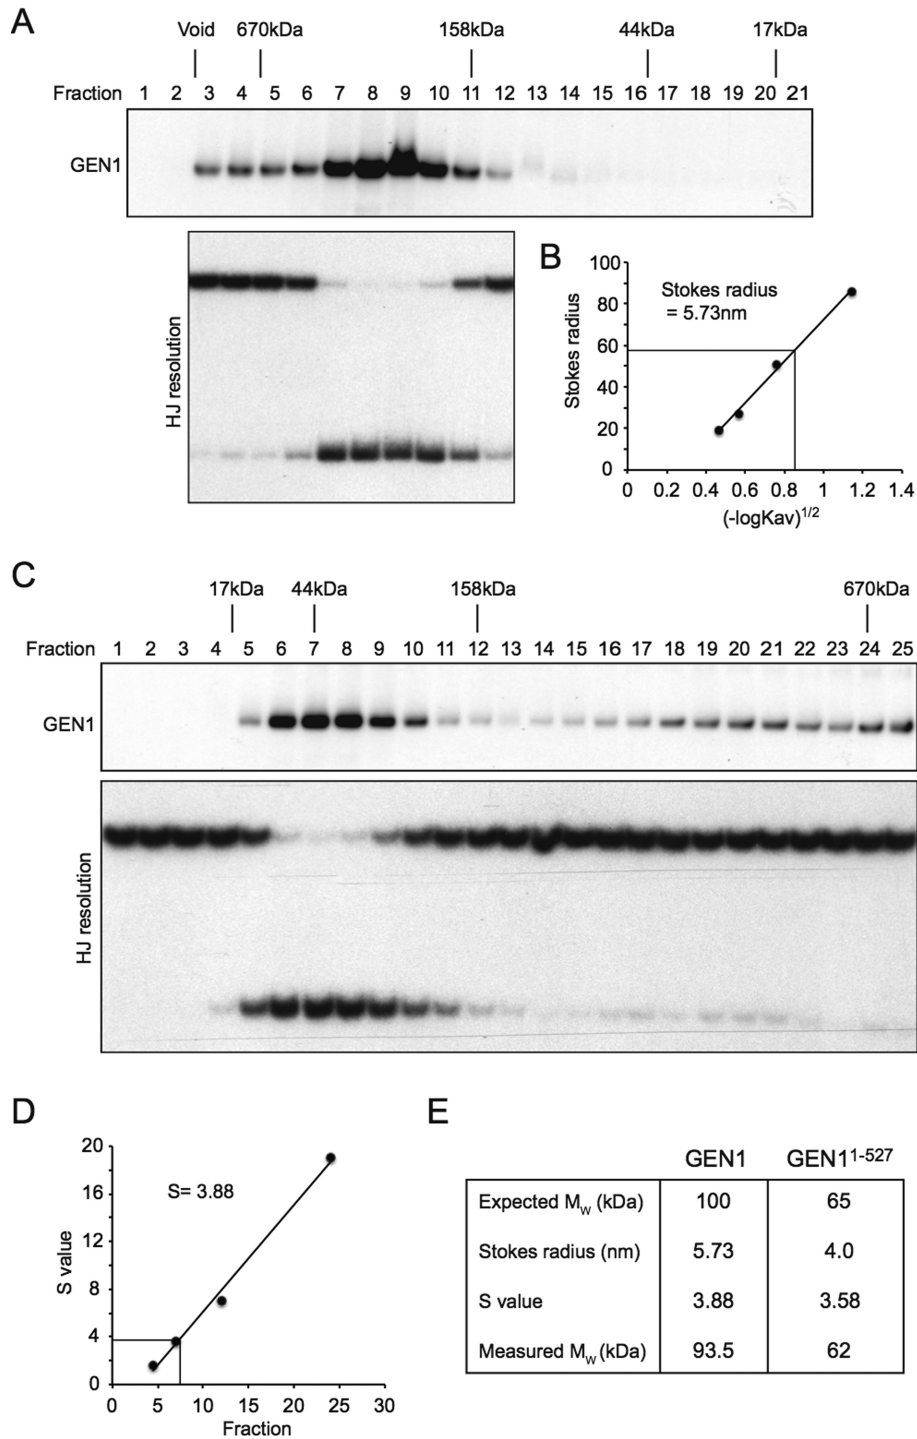 A
Void 670kDa 158kDa 44kDa 17kDa
Fraction 1 2 3 4 5 6 7 8 9 10 11 12 13 14 15 16 17 18 19 20 21
GEN1
HJ resolution
B
100
80
60
40
20
0
Stokes radius
Stokes radius
= 5.73nm
0 0.2 0.4 0.6 0.8 1 1.2 1.4
(-logKav)1/2
C
17kDa 44kDa 158kDa 670kDa
Fraction 1 2 3 4 5 6 7 8 9 10 11 12 13 14 15 16 17 18 19 20 21 22 23 24 25
GEN1
HJ resolution
D
20
16
12
8
4
0
S value
S= 3.88
0 5 10 15 20 25 30
Fraction
E
GEN1 GEN11-527
Expected MW (kDa) 100 65
Stokes radius (nm) 5.73 4.0
S value 3.88 3.58
Measured MW (kDa) 93.5 62